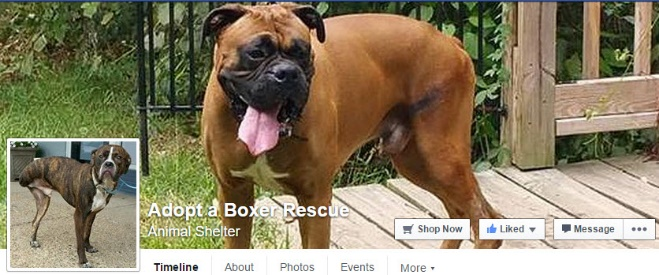 Adopt a Boxer Rescue
Animal Shelter
Shop Now
Liked
Message
Timeline
About
Photos
Events
More